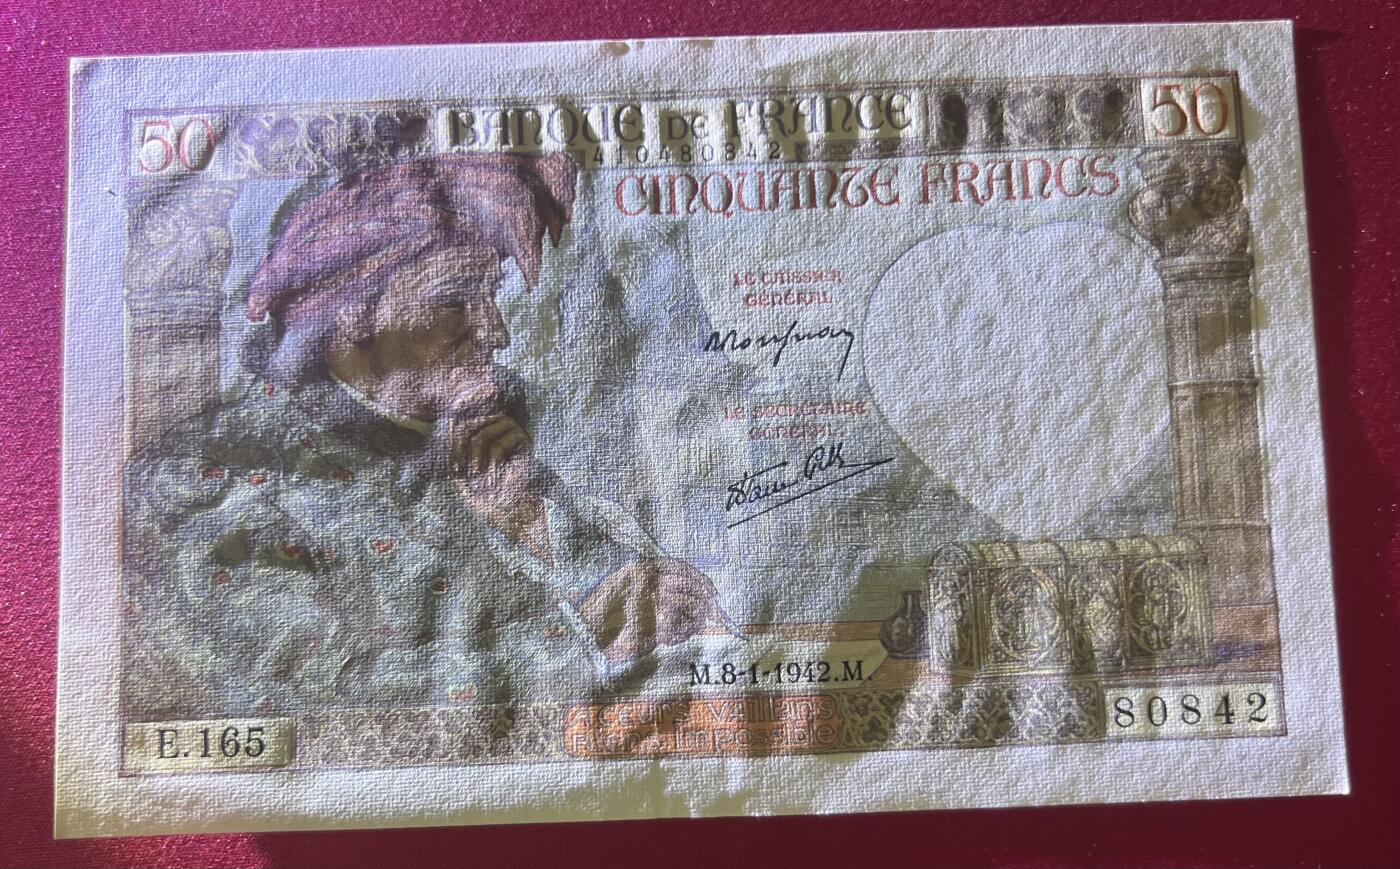 50 BANQUE DE FRANCE 50
410480842
CINQUANTE FRANCS
LE CAISSIER
GÉNÉRAL
LE SECRÉTAIRE
GÉNÉRAL
M.8-1-1942.M.
E.165
A CŒURS VAILLANS
RIEN IMPOSSIBLE
80842